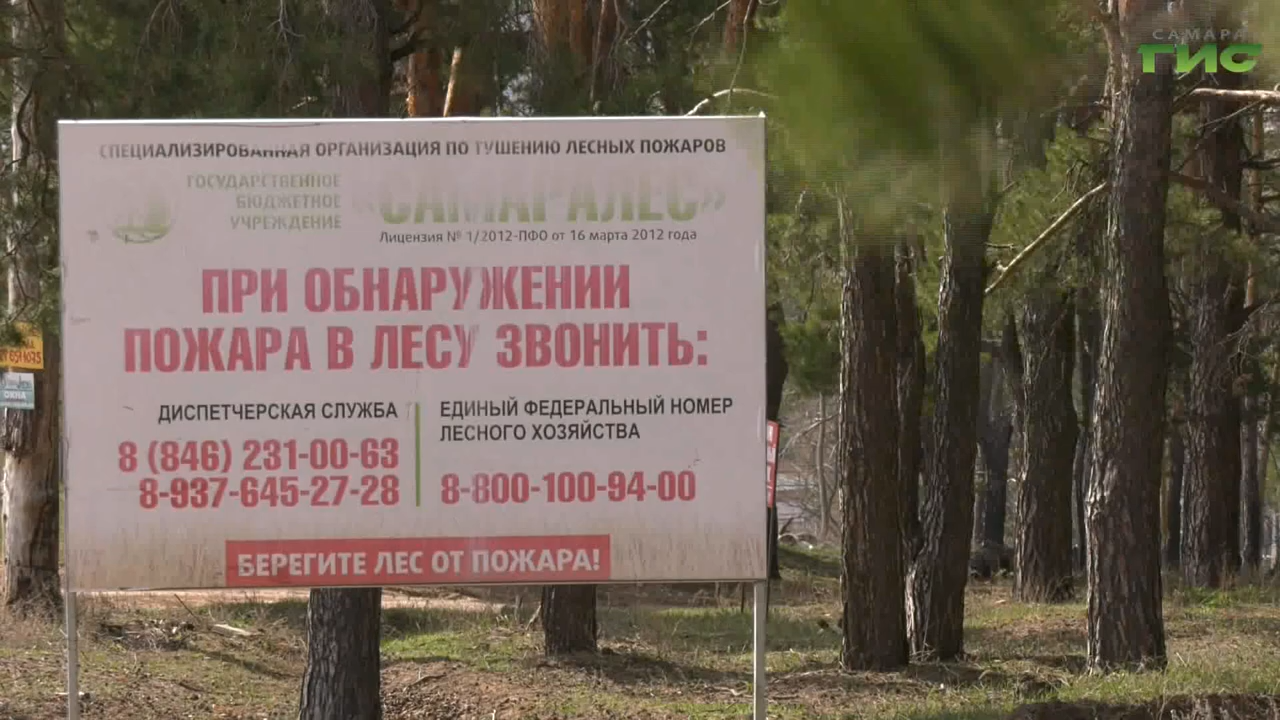 САМАРА
ГИС
СПЕЦИАЛИЗИРОВАННАЯ ОРГАНИЗАЦИЯ ПО ТУШЕНИЮ ЛЕСНЫХ ПОЖАРОВ
ГОСУДАРСТВЕННОЕ
БЮДЖЕТНОЕ
УЧРЕЖДЕНИЕ
«САМАРАЛЕС»
Лицензия № 1/2012-ПФО от 16 марта 2012 года
ПРИ ОБНАРУЖЕНИИ
ПОЖАРА В ЛЕСУ ЗВОНИТЬ:
ДИСПЕТЧЕРСКАЯ СЛУЖБА
8 (846) 231-00-63
8-937-645-27-28
ЕДИНЫЙ ФЕДЕРАЛЬНЫЙ НОМЕР
ЛЕСНОГО ХОЗЯЙСТВА
8-800-100-94-00
БЕРЕГИТЕ ЛЕС ОТ ПОЖАРА!
ОКНА